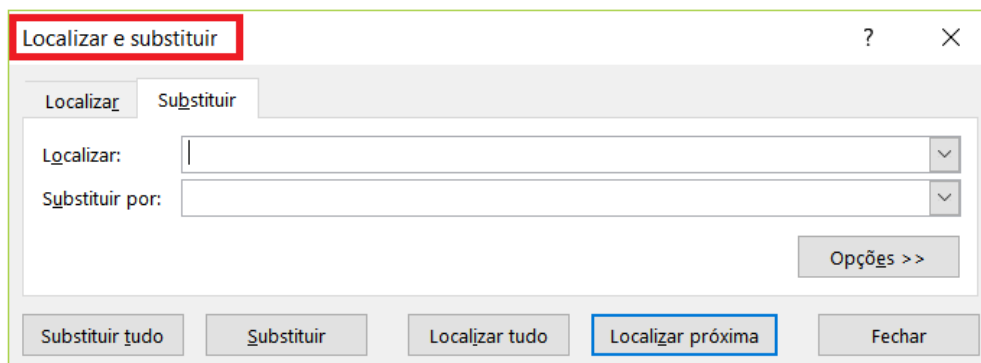 Localizar e substituir ?
Localizar Substituir
Localizar:
Substituir por:
Opções >>
Substituir tudo Substituir Localizar tudo Localizar próxima Fechar